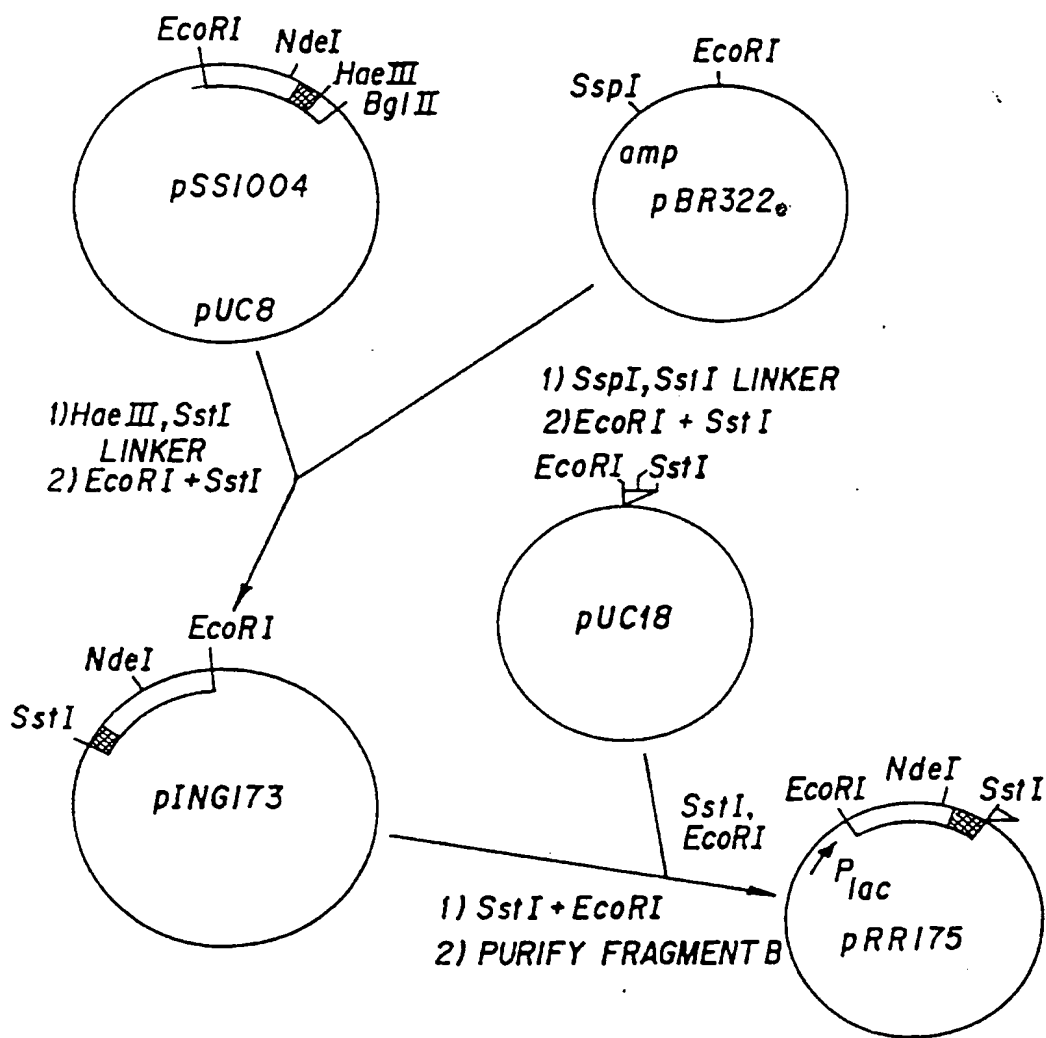 EcoRI
NdeI
HaeIII
BglII
pSS1004
pUC8
EcoRI
SspI
amp
pBR322
1)HaeIII,SstI
LINKER
2)EcoRI+SstI
1)SspI,SstI LINKER
2)EcoRI + SstI
EcoRI
SstI
pUC18
EcoRI
NdeI
SstI
pING173
SstI,
EcoRI
1) SstI+EcoRI
2) PURIFY FRAGMENT B
EcoRI
NdeI
SstI
Plac
pRR175